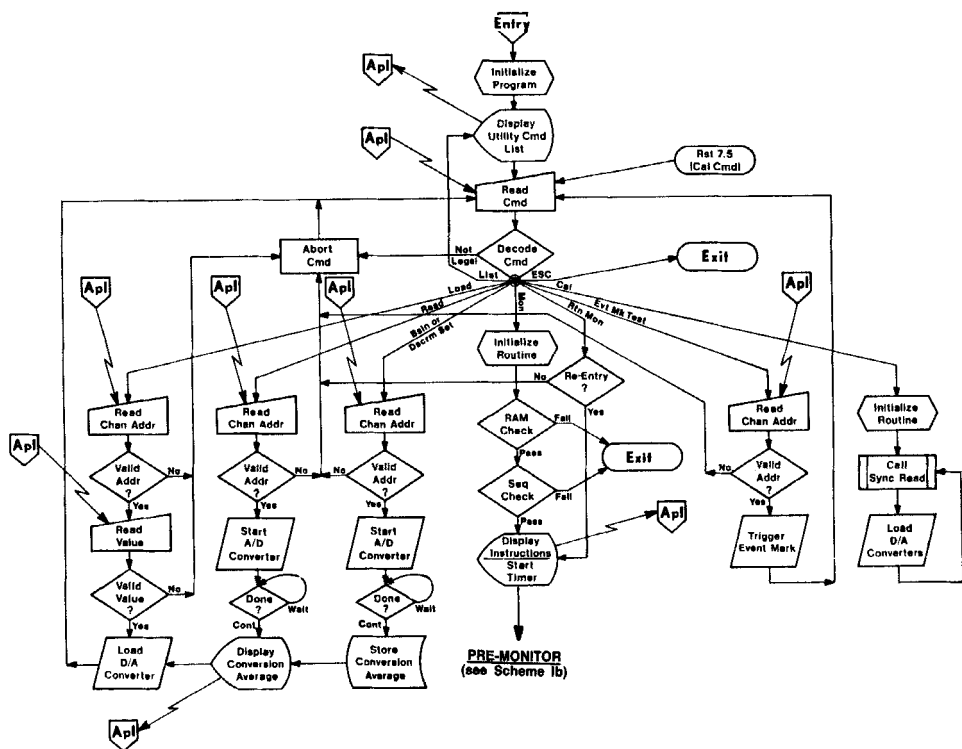 Entry
Apl
Initialize
Program
Display
Utility Cmd
List
Apl
Rst 7.5
(Cal Cmd)
Read
Cmd
Abort
Cmd
Not
Legal
Decode
Cmd
Exit
List
ESC
Cal
Apl
Apl
Apl
Load
Read
Bsln or
Dscrm Set
Mon
Rtn Mon
Evt Mk Test
Apl
Initialize
Routine
Re-Entry
?
No
Yes
Read
Chan Addr
Read
Chan Addr
Read
Chan Addr
RAM
Check
Fail
Pass
Read
Chan Addr
Initialize
Routine
Apl
Valid
Addr
?
No
Yes
Valid
Addr
?
No
Yes
Valid
Addr
?
No
Yes
Seq
Check
Fail
Pass
Exit
Valid
Addr
?
No
Yes
Call
Sync Read
Read
Value
Start
A/D
Converter
Start
A/D
Converter
Display
Instructions
Start
Timer
Apl
Trigger
Event Mark
Load
D/A
Converters
Valid
Value
?
No
Yes
Done
?
Wait
Cont
Done
?
Wait
Cont
Load
D/A
Converter
Display
Conversion
Average
Store
Conversion
Average
PRE-MONITOR
(see Scheme Ib)
Apl